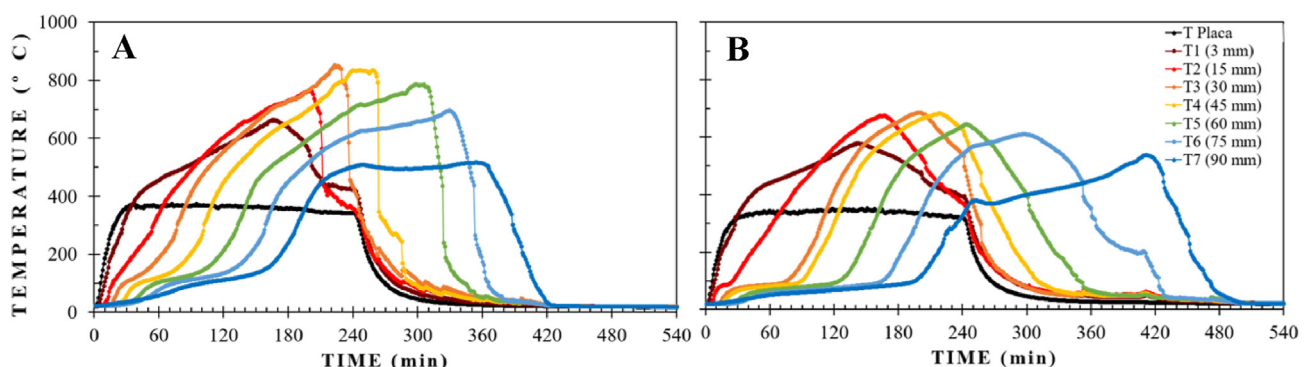 A
B
TEMPERATURE (° C)
1000
800
600
400
200
0
0 60 120 180 240 300 360 420 480 540
TIME (min)
T Placa
T1 (3 mm)
T2 (15 mm)
T3 (30 mm)
T4 (45 mm)
T5 (60 mm)
T6 (75 mm)
T7 (90 mm)
0 60 120 180 240 300 360 420 480 540
TIME (min)